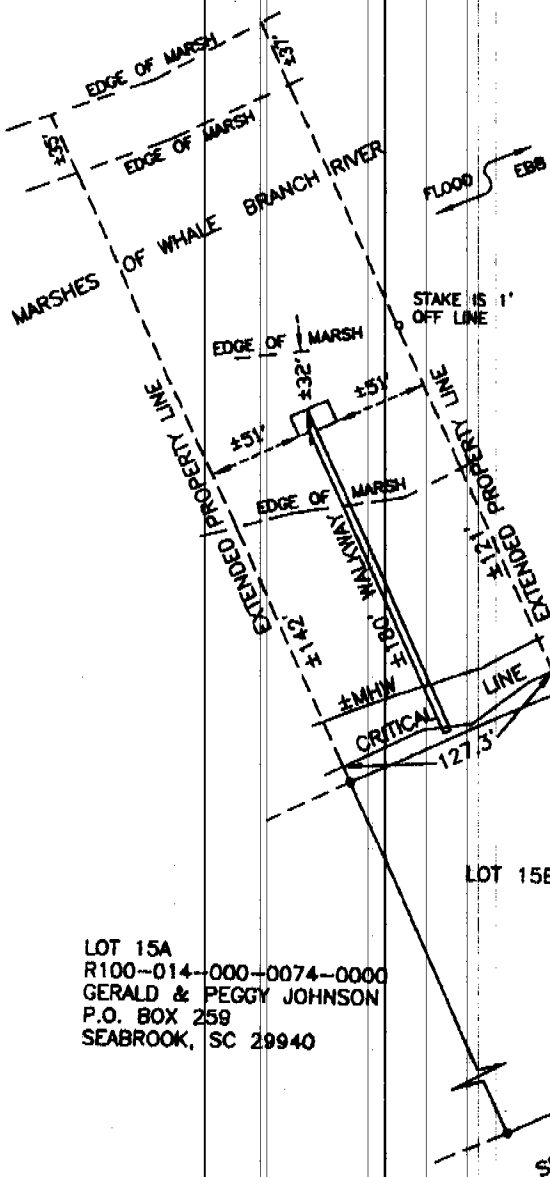 ±37'
EDGE OF MARSH
±35'
EDGE OF MARSH
MARSHES OF WHALE BRANCH RIVER
FLOOD EBB
STAKE IS 1'
OFF LINE
EDGE OF MARSH
±32'
±51'
±51'
EXTENDED PROPERTY LINE
EDGE OF MARSH
EXTENDED PROPERTY LINE
±121'
±180' WALKWAY
±142'
±MHW
CRITICAL LINE
127.3'
LOT 15B
LOT 15A
R100-014-000-0074-0000
GERALD & PEGGY JOHNSON
P.O. BOX 259
SEABROOK, SC 29940